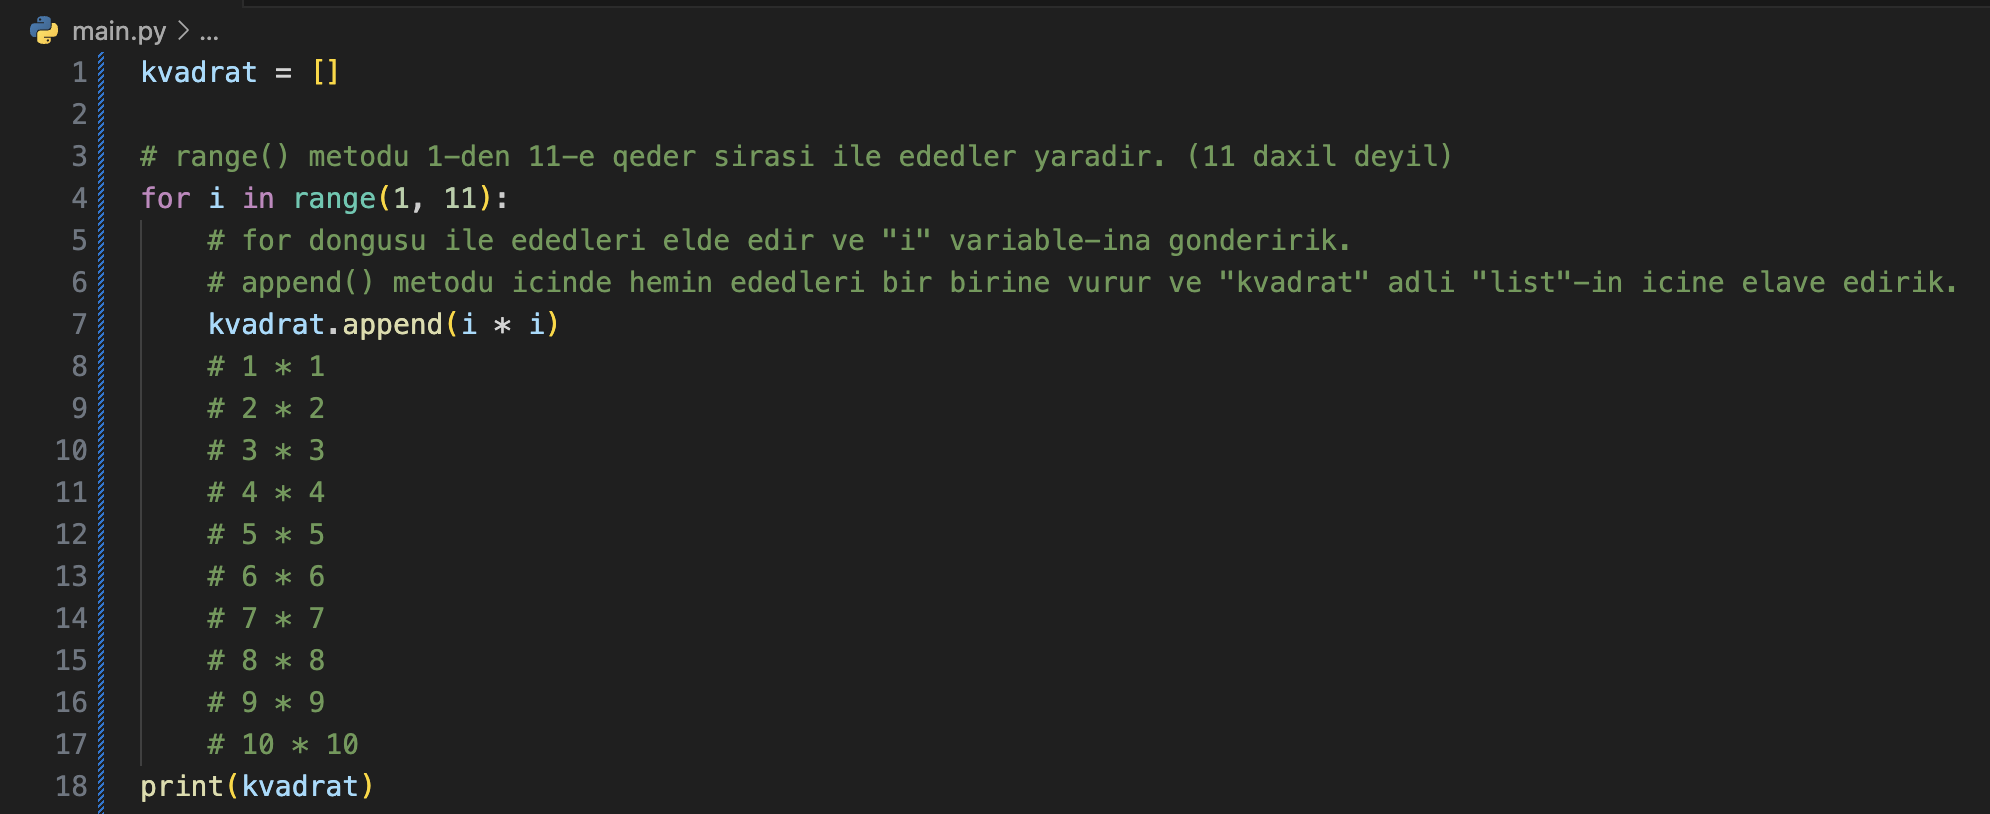 main.py > ...
1 kvadrat = []
2
3 # range() metodu 1-den 11-e qeder sirasi ile ededler yaradir. (11 daxil deyil)
4 for i in range(1, 11):
5     # for dongusu ile ededleri elde edir ve "i" variable-ina gonderirik.
6     # append() metodu icinde hemin ededleri bir birine vurur ve "kvadrat" adli "list"-in icine elave edirik.
7     kvadrat.append(i * i)
8     # 1 * 1
9     # 2 * 2
10     # 3 * 3
11     # 4 * 4
12     # 5 * 5
13     # 6 * 6
14     # 7 * 7
15     # 8 * 8
16     # 9 * 9
17     # 10 * 10
18 print(kvadrat)